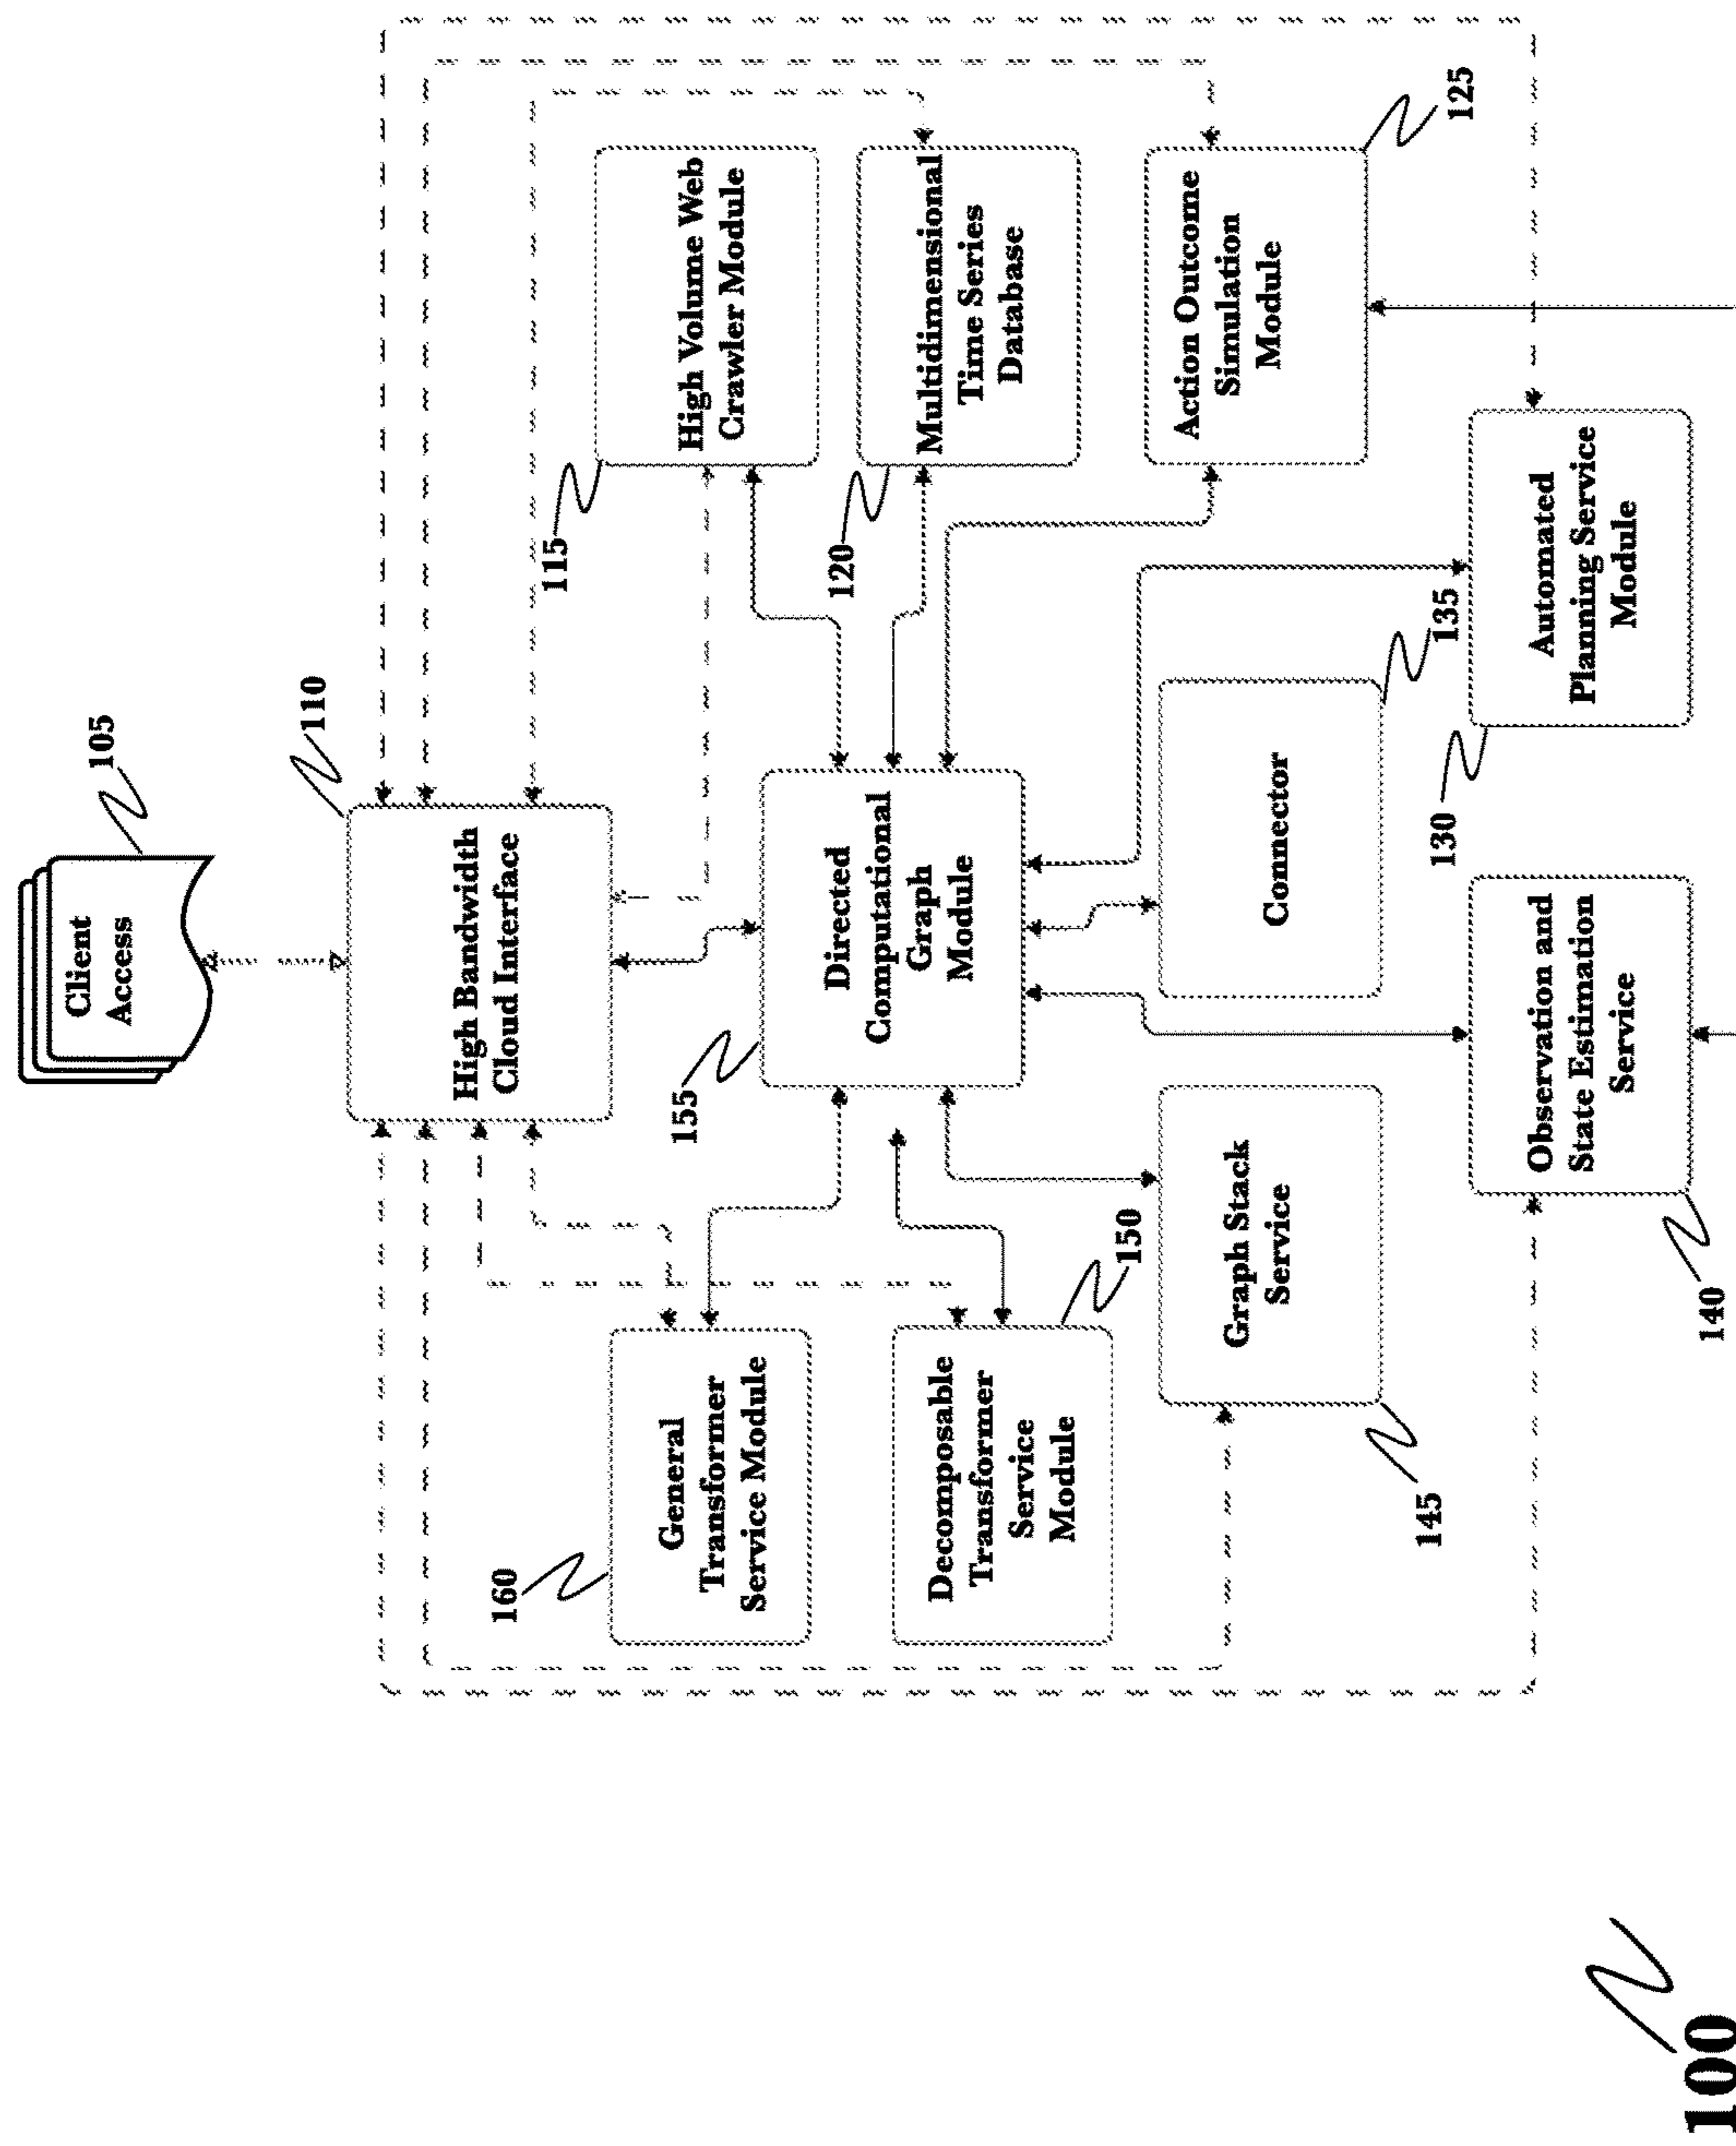 Client
Access
105
110
High Bandwidth
Cloud Interface
115
High Volume Web
Crawler Module
160
General
Transformer
Service Module
155
Directed
Computational
Graph
Module
120
Multidimensional
Time Series
Database
Decomposable
Transformer
Service
Module
150
Graph Stack
Service
145
Connector
135
Action Outcome
Simulation
Module
125
Observation and
State Estimation
Service
140
130
Automated
Planning Service
Module
100